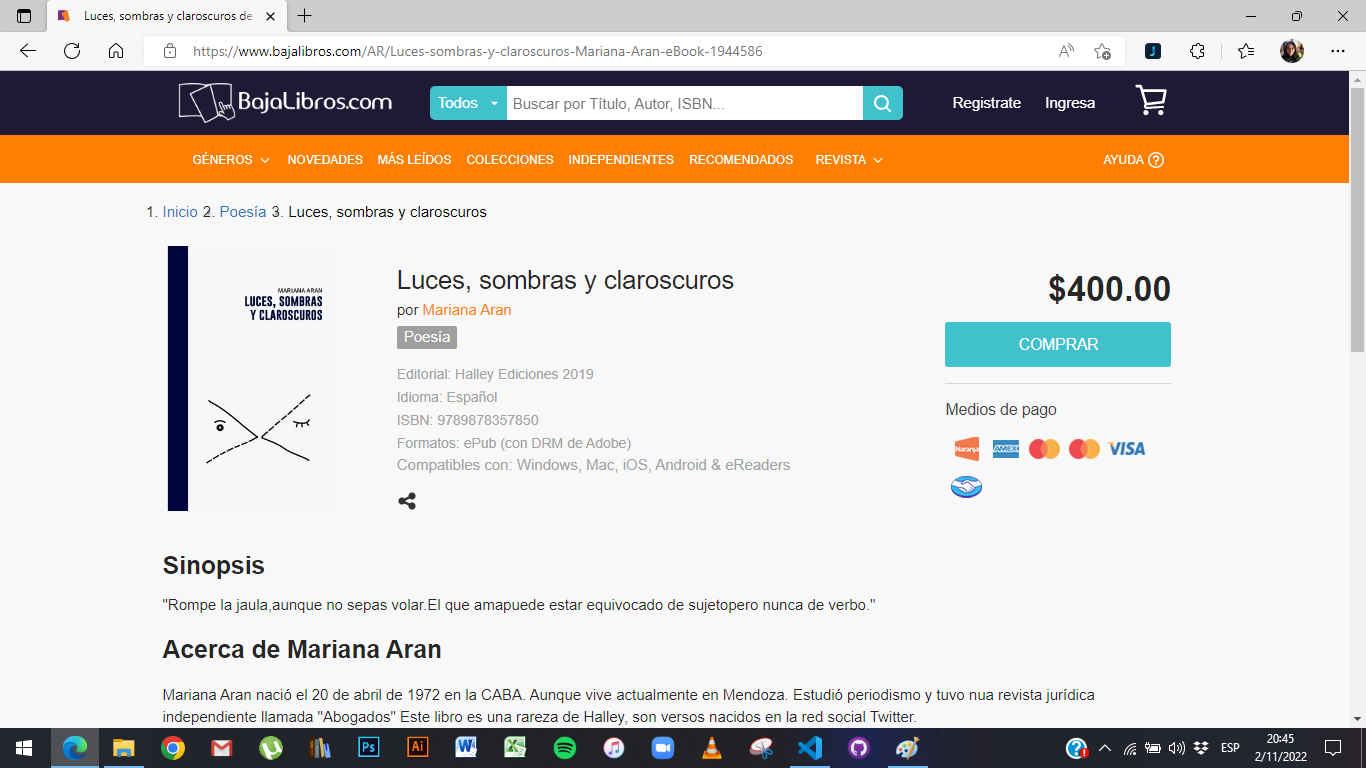 Luces, sombras y claroscuros de
https://www.bajalibros.com/AR/Luces-sombras-y-claroscuros-Mariana-Aran-eBook-1944586
BajaLibros.com
Todos
Buscar por Título, Autor, ISBN...
Registrate
Ingresa
GÉNEROS
NOVEDADES
MÁS LEÍDOS
COLECCIONES
INDEPENDIENTES
RECOMENDADOS
REVISTA
AYUDA ?
1. Inicio 2. Poesía 3. Luces, sombras y claroscuros
MARIANA ARAN
LUCES, SOMBRAS
Y CLAROSCUROS
Luces, sombras y claroscuros
por Mariana Aran
Poesía
Editorial: Halley Ediciones 2019
Idioma: Español
ISBN: 9789878357850
Formatos: ePub (con DRM de Adobe)
Compatibles con: Windows, Mac, iOS, Android & eReaders
$400.00
COMPRAR
Medios de pago
Naranja
AMEX
VISA
Sinopsis
"Rompe la jaula,aunque no sepas volar.El que amapuede estar equivocado de sujetopero nunca de verbo."
Acerca de Mariana Aran
Mariana Aran nació el 20 de abril de 1972 en la CABA. Aunque vive actualmente en Mendoza. Estudió periodismo y tuvo nua revista jurídica
independiente llamada "Abogados" Este libro es una rareza de Halley, son versos nacidos en la red social Twitter.
Ps
Ai
ESP
20:45
2/11/2022